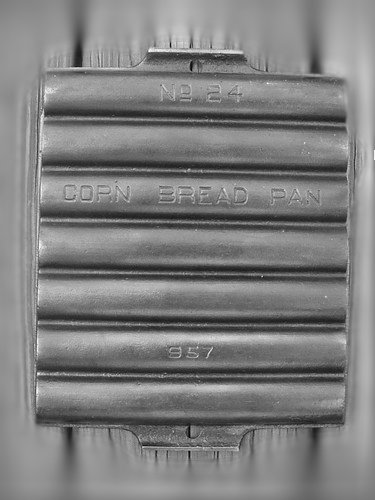 No 24
CORN BREAD PAN
957